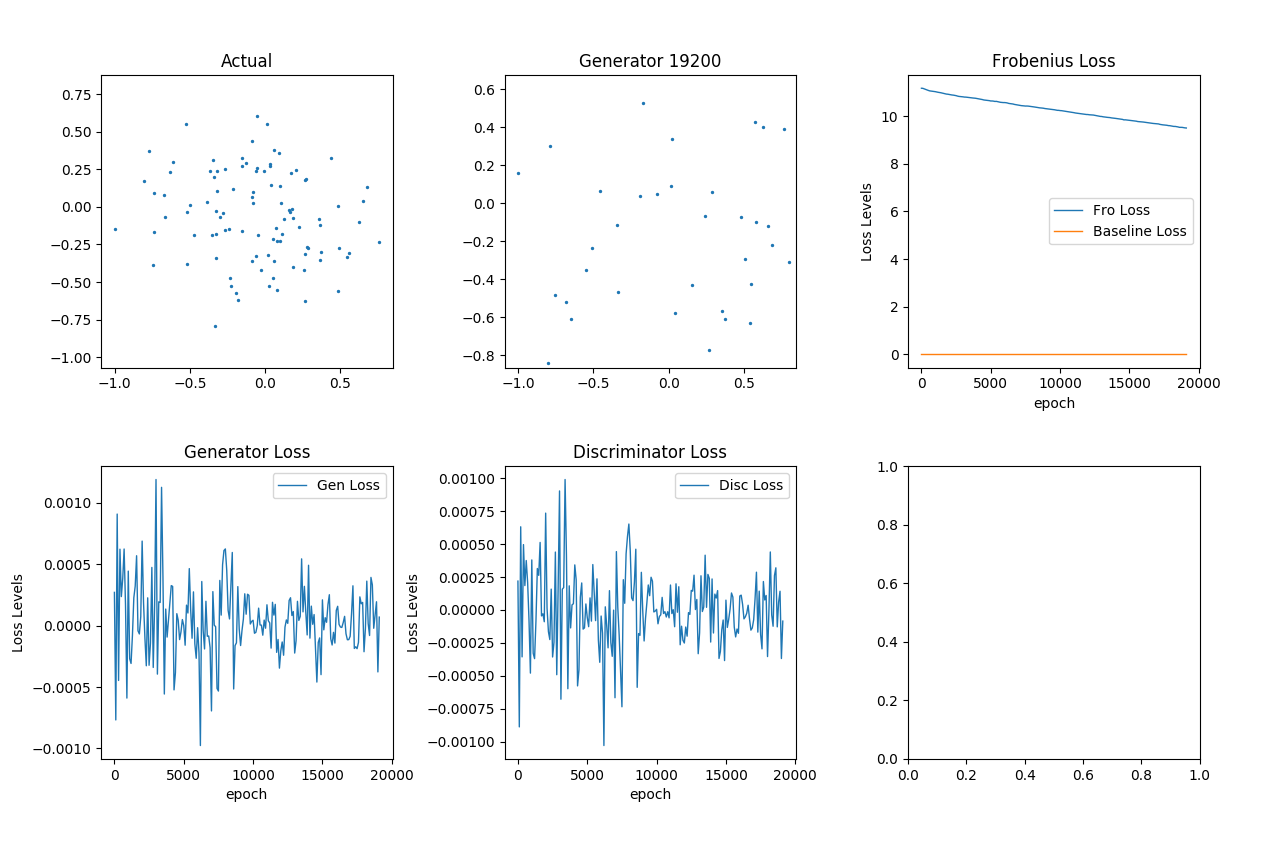 Actual
0.75
0.50
0.25
0.00
−0.25
−0.50
−0.75
−1.00
−1.0 −0.5 0.0 0.5
Generator 19200
0.6
0.4
0.2
0.0
−0.2
−0.4
−0.6
−0.8
−1.0 −0.5 0.0 0.5
Frobenius Loss
Loss Levels
10
8
6
4
2
0
Fro Loss
Baseline Loss
0 5000 10000 15000 20000
epoch
Generator Loss
Loss Levels
0.0010
0.0005
0.0000
−0.0005
−0.0010
Gen Loss
0 5000 10000 15000 20000
epoch
Discriminator Loss
Loss Levels
0.00100
0.00075
0.00050
0.00025
0.00000
−0.00025
−0.00050
−0.00075
−0.00100
Disc Loss
0 5000 10000 15000 20000
epoch
1.0
0.8
0.6
0.4
0.2
0.0
0.0 0.2 0.4 0.6 0.8 1.0